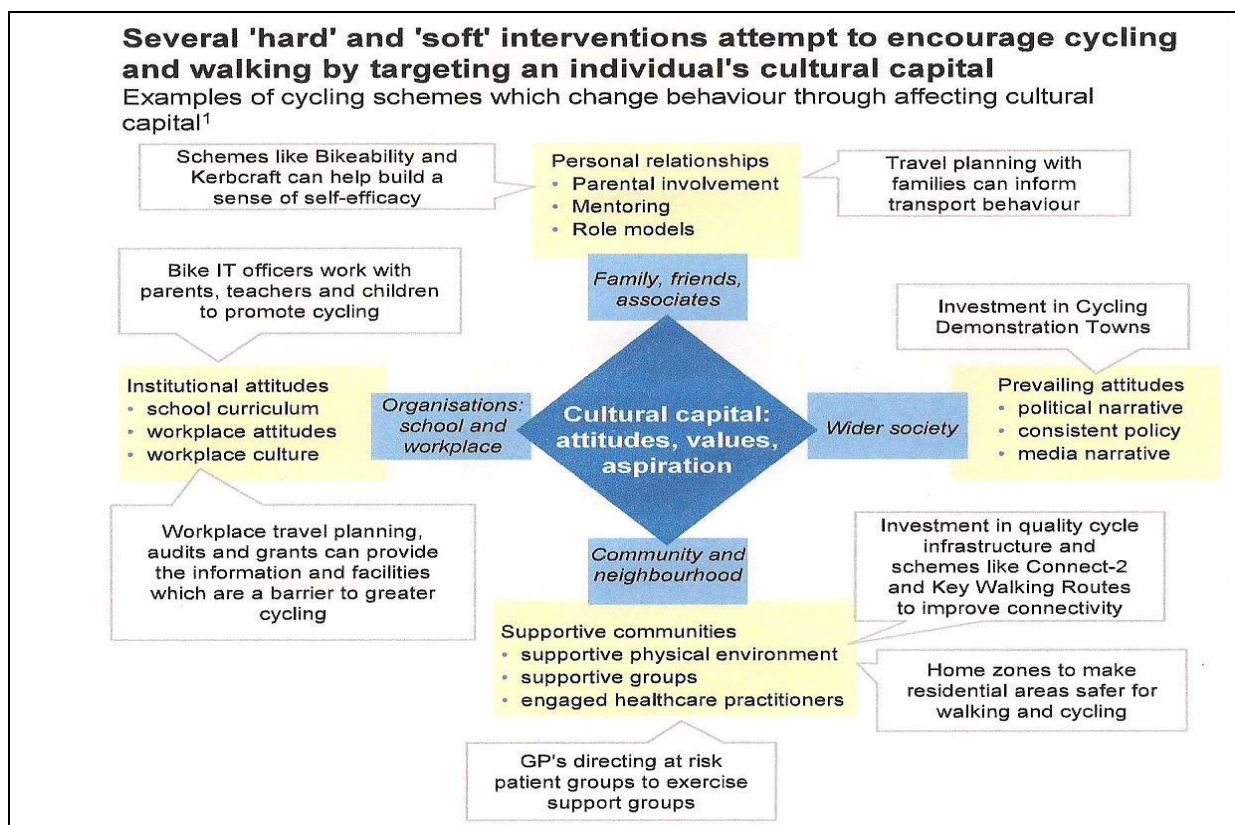 Several 'hard' and 'soft' interventions attempt to encourage cycling
and walking by targeting an individual's cultural capital
Examples of cycling schemes which change behaviour through affecting cultural
capital¹
Schemes like Bikeability and
Kerbcraft can help build a
sense of self-efficacy
Personal relationships
• Parental involvement
• Mentoring
• Role models
Travel planning with
families can inform
transport behaviour
Bike IT officers work with
parents, teachers and children
to promote cycling
Family, friends,
associates
Investment in Cycling
Demonstration Towns
Institutional attitudes
• school curriculum
• workplace attitudes
• workplace culture
Organisations:
school and
workplace
Cultural capital:
attitudes, values,
aspiration
Wider society
Prevailing attitudes
• political narrative
• consistent policy
• media narrative
Workplace travel planning,
audits and grants can provide
the information and facilities
which are a barrier to greater
cycling
Community and
neighbourhood
Investment in quality cycle
infrastructure and
schemes like Connect-2
and Key Walking Routes
to improve connectivity
Supportive communities
• supportive physical environment
• supportive groups
• engaged healthcare practitioners
Home zones to make
residential areas safer for
walking and cycling
GP's directing at risk
patient groups to exercise
support groups